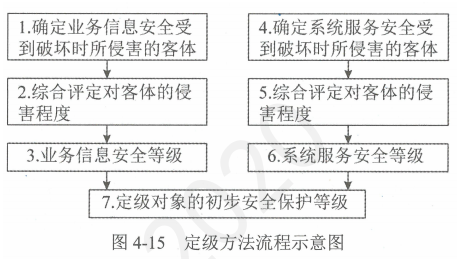 1.确定业务信息安全受
到破坏时所侵害的客体
2.综合评定对客体的侵
害程度
3.业务信息安全等级
4.确定系统服务安全受
到破坏时所侵害的客体
5.综合评定对客体的侵
害程度
6.系统服务安全等级
7.定级对象的初步安全保护等级
图 4-15 定级方法流程示意图
2020